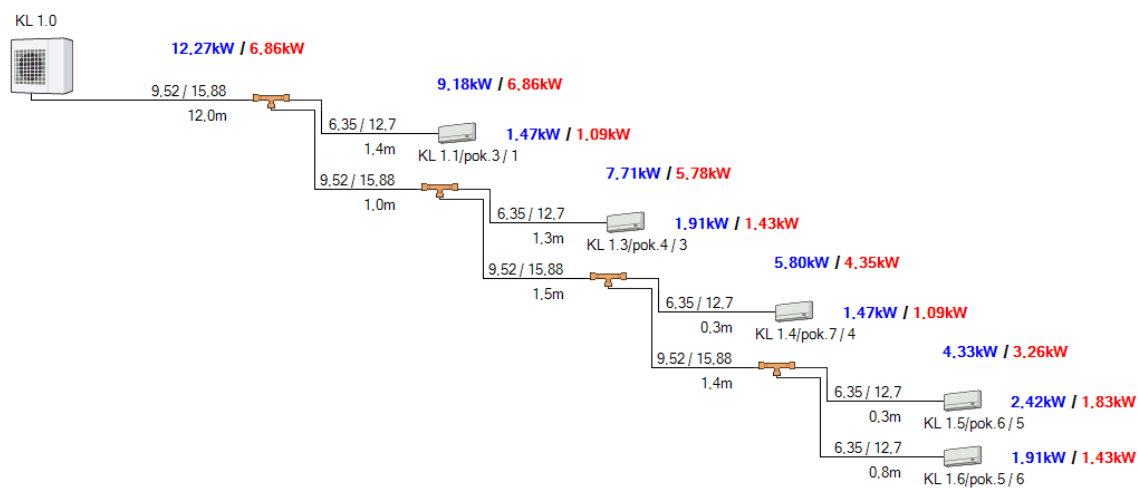 KL 1.0
12,27kW / 6,86kW
9,52 / 15,88
12,0m
9,18kW / 6,86kW
6,35 / 12,7
1,4m
KL 1.1/pok.3 / 1
1,47kW / 1,09kW
9,52 / 15,88
1,0m
7,71kW / 5,78kW
6,35 / 12,7
1,3m
KL 1.3/pok.4 / 3
1,91kW / 1,43kW
9,52 / 15,88
1,5m
5,80kW / 4,35kW
6,35 / 12,7
0,3m
KL 1.4/pok.7 / 4
1,47kW / 1,09kW
9,52 / 15,88
1,4m
4,33kW / 3,26kW
6,35 / 12,7
0,3m
KL 1.5/pok.6 / 5
2,42kW / 1,83kW
6,35 / 12,7
0,8m
KL 1.6/pok.5 / 6
1,91kW / 1,43kW